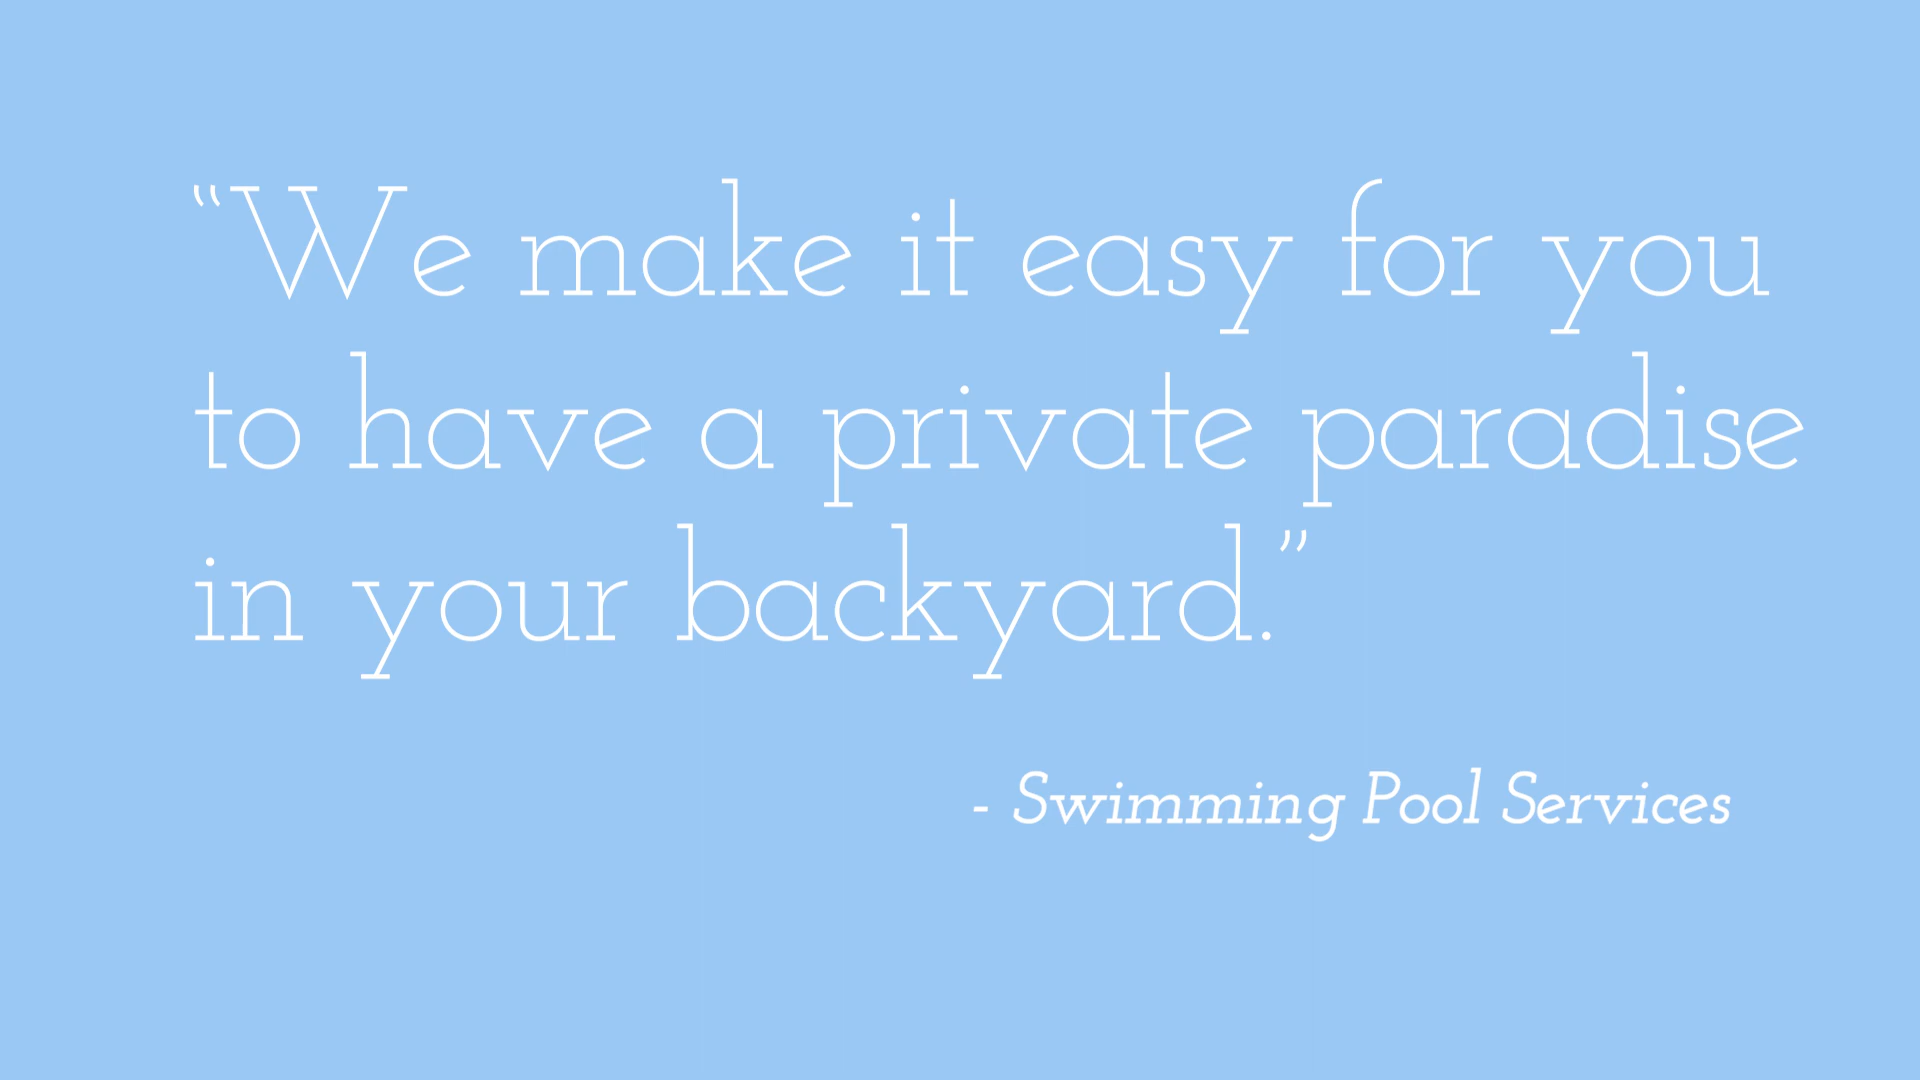 “We make it easy for you
to have a private paradise
in your backyard.”
- Swimming Pool Services